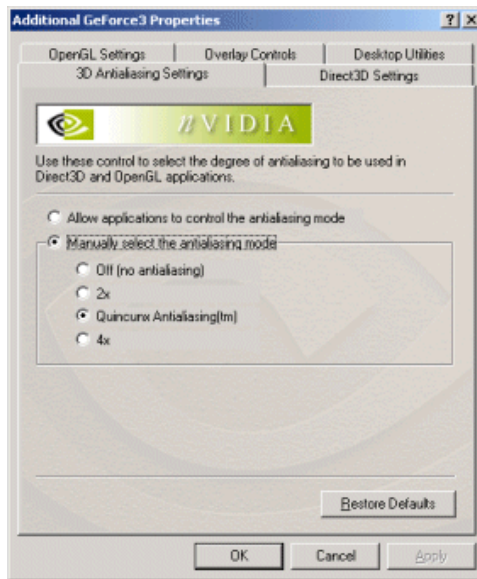 Additional GeForce3 Properties
OpenGL Settings Overlay Controls Desktop Utilities
3D Antialiasing Settings Direct3D Settings
nVIDIA
Use these control to select the degree of antialiasing to be used in
Direct3D and OpenGL applications.
Allow applications to control the antialiasing mode
Manually select the antialiasing mode
Off (no antialiasing)
2x
Quincunx Antialiasing(tm)
4x
Restore Defaults
OK Cancel Apply